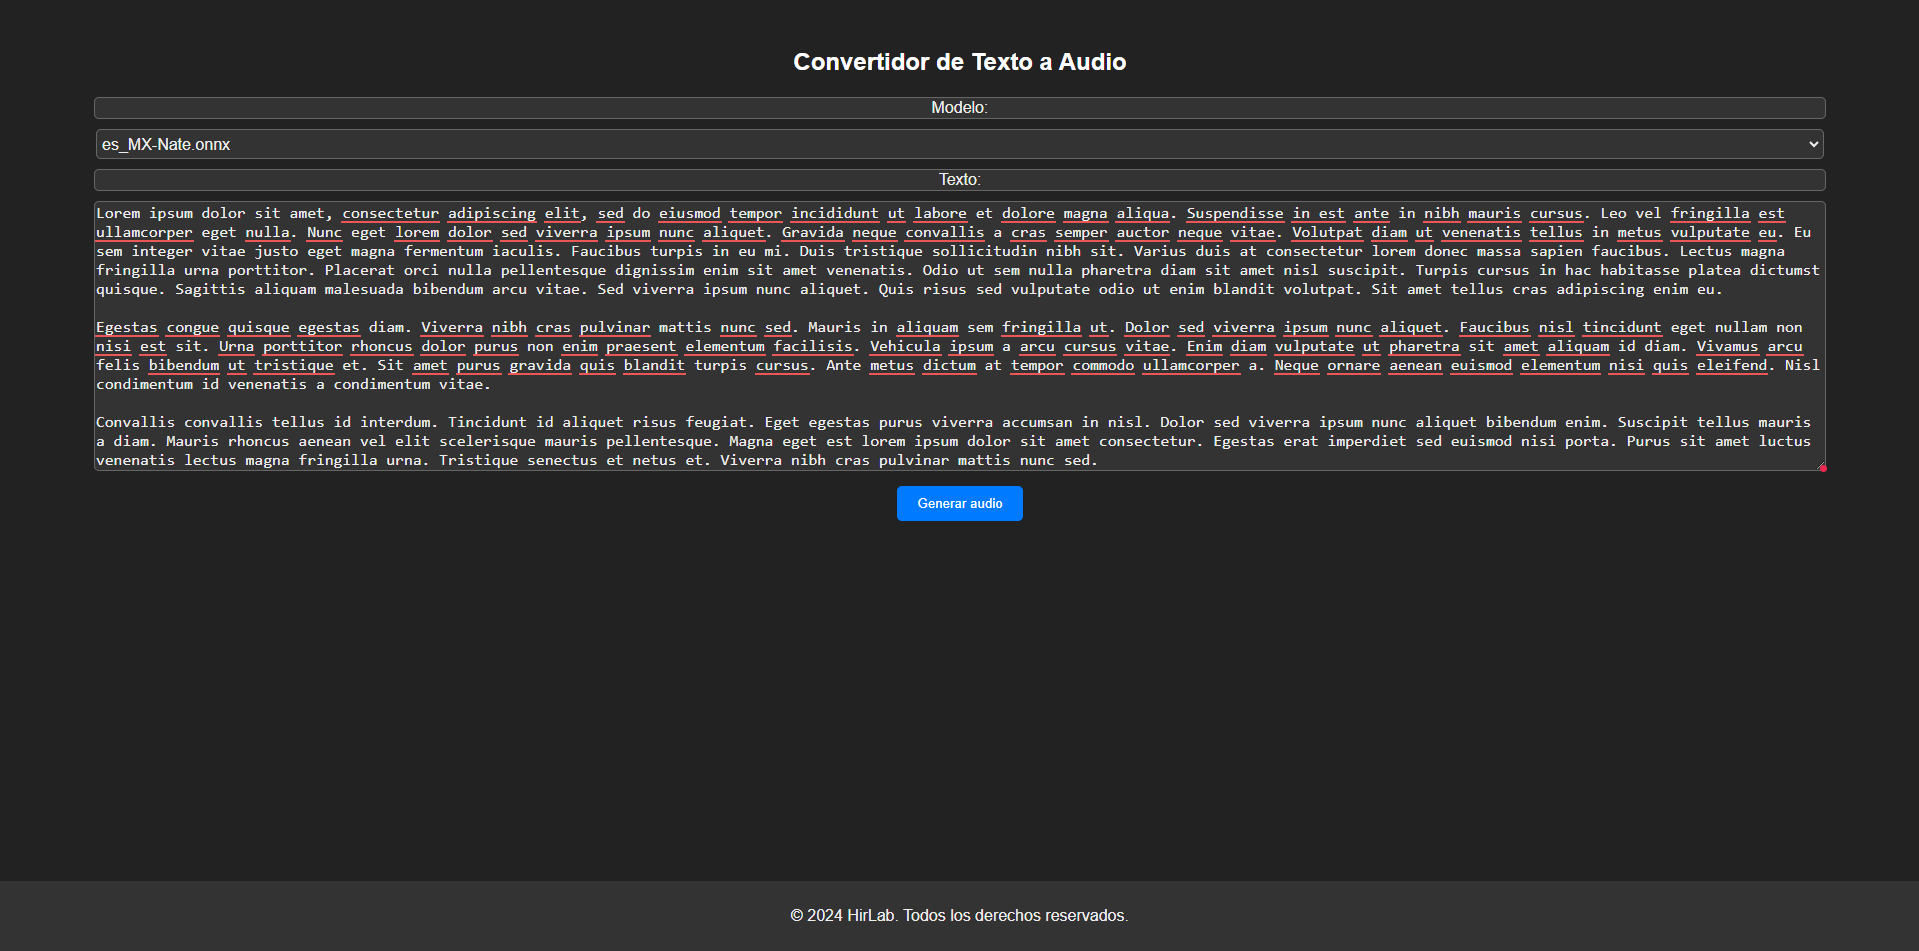 Convertidor de Texto a Audio
Modelo:
es_MX-Nate.onnx
Texto:
Lorem ipsum dolor sit amet, consectetur adipiscing elit, sed do eiusmod tempor incididunt ut labore et dolore magna aliqua. Suspendisse in est ante in nibh mauris cursus. Leo vel fringilla est
ullamcorper eget nulla. Nunc eget lorem dolor sed viverra ipsum nunc aliquet. Gravida neque convallis a cras semper auctor neque vitae. Volutpat diam ut venenatis tellus in metus vulputate eu. Eu
sem integer vitae justo eget magna fermentum iaculis. Faucibus turpis in eu mi. Duis tristique sollicitudin nibh sit. Varius duis at consectetur lorem donec massa sapien faucibus. Lectus magna
fringilla urna porttitor. Placerat orci nulla pellentesque dignissim enim sit amet venenatis. Odio ut sem nulla pharetra diam sit amet nisl suscipit. Turpis cursus in hac habitasse platea dictumst
quisque. Sagittis aliquam malesuada bibendum arcu vitae. Sed viverra ipsum nunc aliquet. Quis risus sed vulputate odio ut enim blandit volutpat. Sit amet tellus cras adipiscing enim eu.
Egestas congue quisque egestas diam. Viverra nibh cras pulvinar mattis nunc sed. Mauris in aliquam sem fringilla ut. Dolor sed viverra ipsum nunc aliquet. Faucibus nisl tincidunt eget nullam non
nisi est sit. Urna porttitor rhoncus dolor purus non enim praesent elementum facilisis. Vehicula ipsum a arcu cursus vitae. Enim diam vulputate ut pharetra sit amet aliquam id diam. Vivamus arcu
felis bibendum ut tristique et. Sit amet purus gravida quis blandit turpis cursus. Ante metus dictum at tempor commodo ullamcorper a. Neque ornare aenean euismod elementum nisi quis eleifend. Nisl
condimentum id venenatis a condimentum vitae.
Convallis convallis tellus id interdum. Tincidunt id aliquet risus feugiat. Eget egestas purus viverra accumsan in nisl. Dolor sed viverra ipsum nunc aliquet bibendum enim. Suscipit tellus mauris
a diam. Mauris rhoncus aenean vel elit scelerisque mauris pellentesque. Magna eget est lorem ipsum dolor sit amet consectetur. Egestas erat imperdiet sed euismod nisi porta. Purus sit amet luctus
venenatis lectus magna fringilla urna. Tristique senectus et netus et. Viverra nibh cras pulvinar mattis nunc sed.
Generar audio
© 2024 HirLab. Todos los derechos reservados.